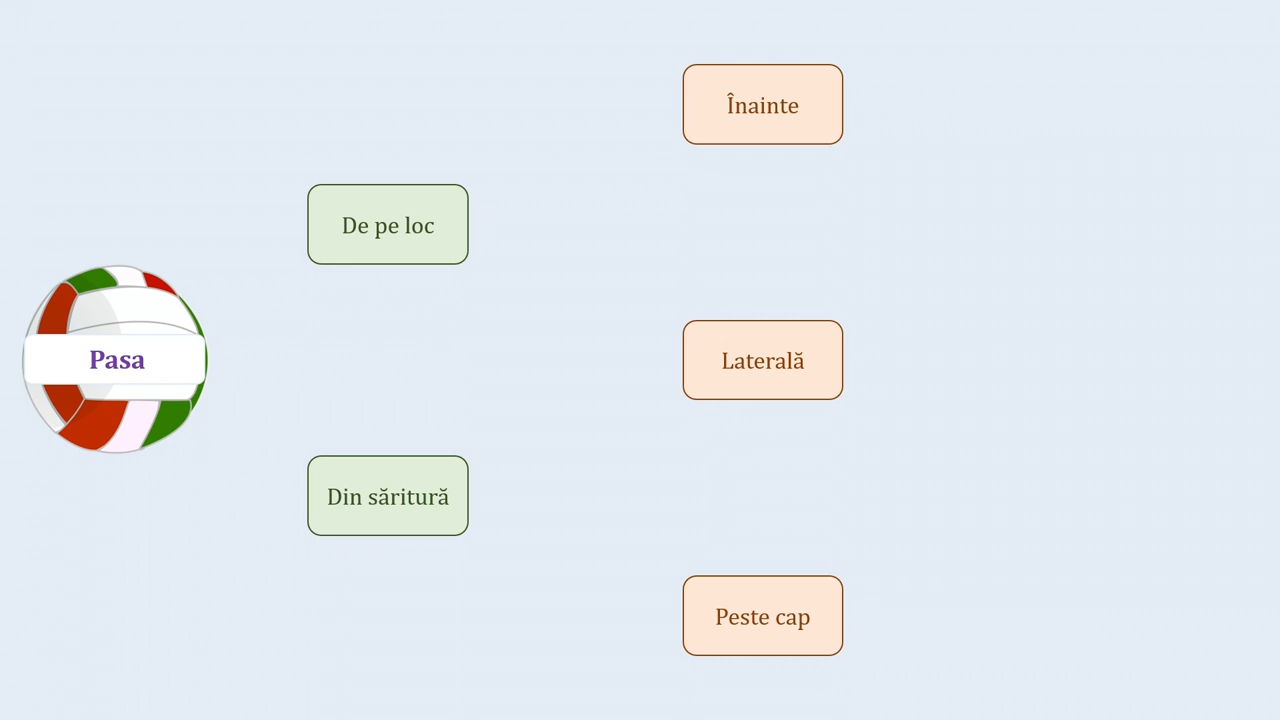 Pasa
De pe loc
Din săritură
Înainte
Laterală
Peste cap